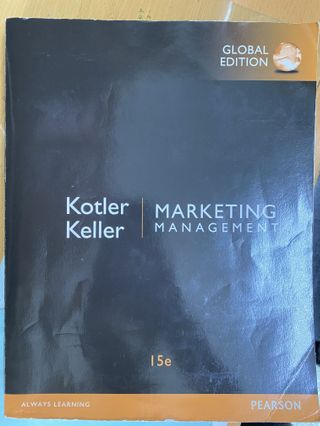 GLOBAL
EDITION
Kotler
Keller
MARKETING
MANAGEMENT
15e
ALWAYS LEARNING
PEARSON